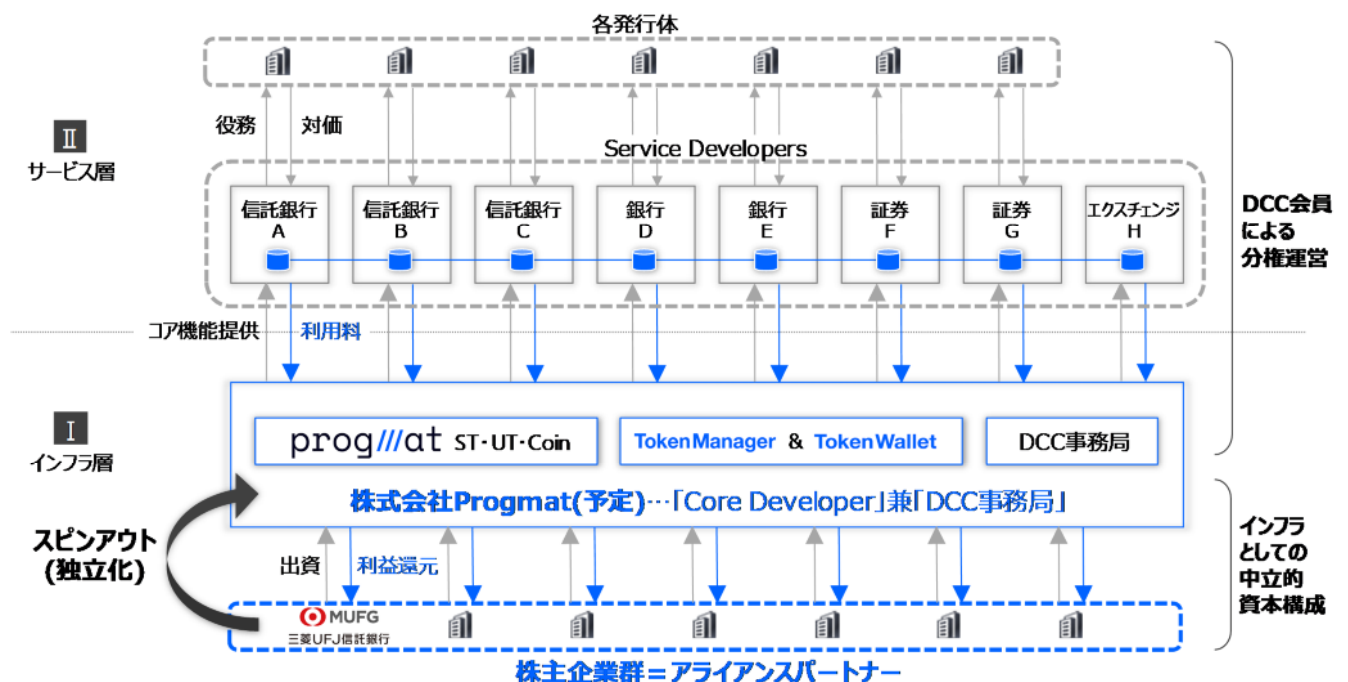 各発行体
役務
対価
Ⅱ
サービス層
Service Developers
信託銀行
A
信託銀行
B
信託銀行
C
銀行
D
銀行
E
証券
F
証券
G
エクスチェンジ
H
DCC会員
による
分権運営
コア機能提供
利用料
Ⅰ
インフラ層
progmat ST・UT・Coin
Token Manager & Token Wallet
DCC事務局
株式会社Progmat(予定)…「Core Developer」兼「DCC事務局」
スピンアウト
(独立化)
出資
利益還元
インフラ
としての
中立的
資本構成
MUFG
三菱UFJ信託銀行
株主企業群=アライアンスパートナー